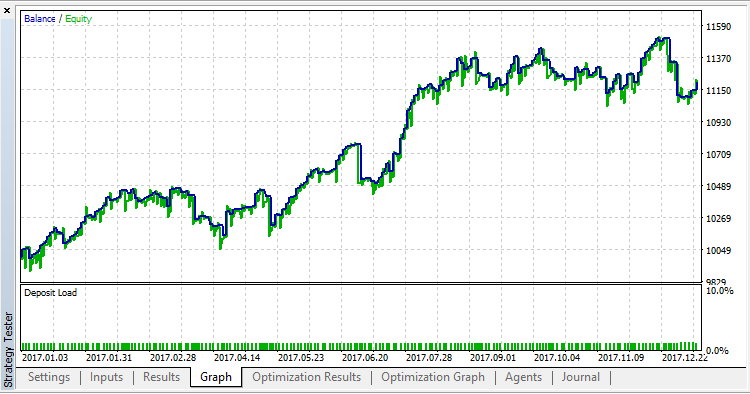 Balance / Equity
11590
11370
11150
10930
10709
10489
10269
10049
9829
Deposit Load
10.0%
0.0%
2017.01.03 2017.01.31 2017.02.28 2017.04.14 2017.05.23 2017.06.20 2017.07.28 2017.09.01 2017.10.04 2017.11.09 2017.12.22
Strategy Tester
Settings Inputs Results Graph Optimization Results Optimization Graph Agents Journal